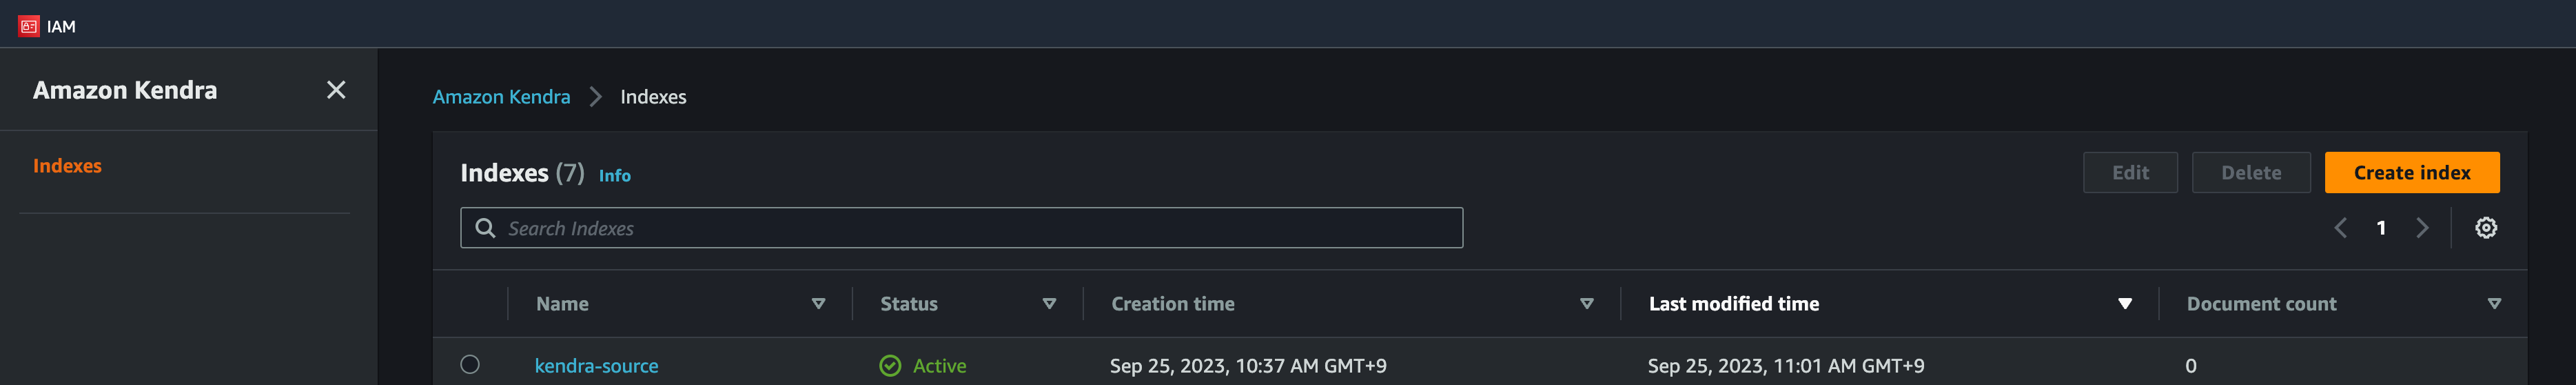 IAM
Amazon Kendra
Indexes
Amazon Kendra > Indexes
Indexes (7) Info
Edit Delete Create index
Search Indexes
1
Name Status Creation time Last modified time Document count
kendra-source Active Sep 25, 2023, 10:37 AM GMT+9 Sep 25, 2023, 11:01 AM GMT+9 0